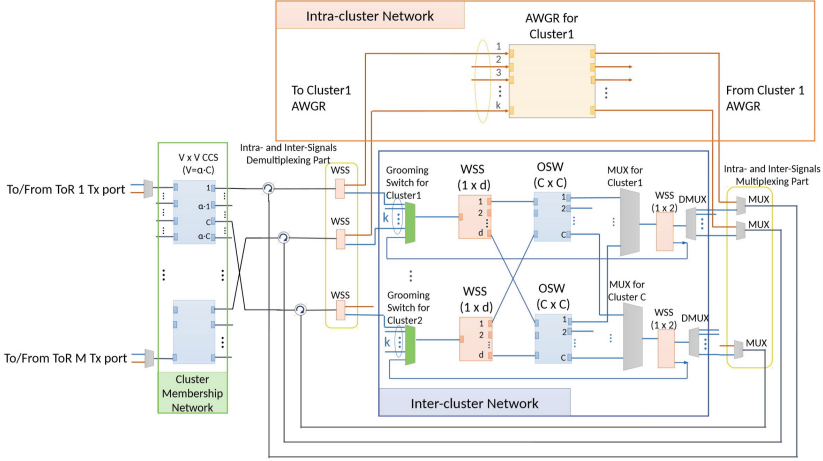 Intra-cluster Network
AWGR for
Cluster1
1
2
3
k
To Cluster1
AWGR
From Cluster 1
AWGR
V x V CCS
(V=α·C)
1
α-1
C
α-C
To/From ToR 1 Tx port
To/From ToR M Tx port
Cluster
Membership
Network
Intra- and Inter-Signals
Demultiplexing Part
WSS
WSS
WSS
Grooming
Switch for
Cluster1
k
WSS
(1 x d)
1
2
d
OSW
(C x C)
1
2
C
MUX for
Cluster1
WSS
(1 x 2)
DMUX
Intra- and Inter-Signals
Multiplexing Part
MUX
MUX
Grooming
Switch for
Cluster2
k
WSS
(1 x d)
1
2
d
OSW
(C x C)
1
2
C
MUX for
Cluster C
WSS
(1 x 2)
DMUX
MUX
Inter-cluster Network